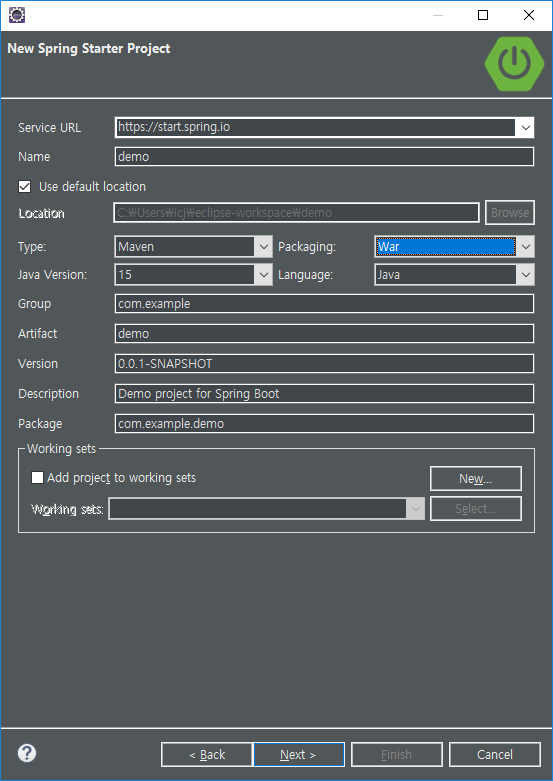 New Spring Starter Project
Service URL https://start.spring.io
Name demo
Use default location
Location C:₩Users₩icj₩eclipse-workspace₩demo Browse
Type: Maven Packaging: War
Java Version: 15 Language: Java
Group com.example
Artifact demo
Version 0.0.1-SNAPSHOT
Description Demo project for Spring Boot
Package com.example.demo
Working sets
Add project to working sets New...
Working sets: Select...
? < Back Next > Finish Cancel